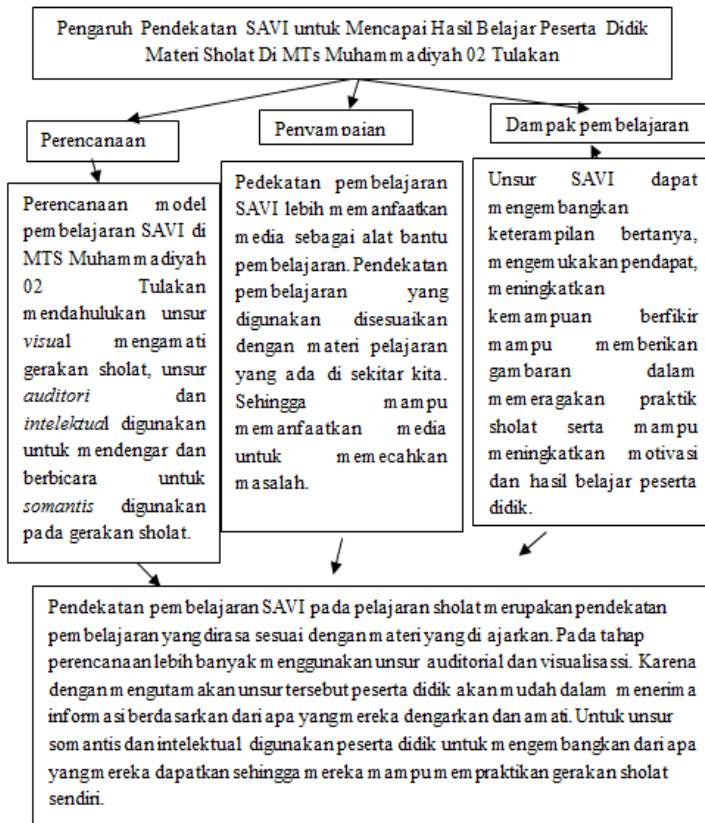 Pengaruh Pendekatan SAVI untuk Mencapai Hasil Belajar Peserta Didik
Materi Sholat Di MTs Muhammadiyah 02 Tulakan
Perencanaan
Penyampaian
Dampak pembelajaran
Perencanaan model
pembelajaran SAVI di
MTS Muhammadiyah
02 Tulakan
mendahulukan unsur
visual mengamati
gerakan sholat, unsur
auditori dan
intelektual digunakan
untuk mendengar dan
berbicara untuk
somantis digunakan
pada gerakan sholat.
Pedekatan pembelajaran
SAVI lebih memanfaatkan
media sebagai alat bantu
pembelajaran. Pendekatan
pembelajaran yang
digunakan disesuaikan
dengan materi pelajaran
yang ada di sekitar kita.
Sehingga mampu
memanfaatkan media
untuk memecahkan
masalah.
Unsur SAVI dapat
mengembangkan
keterampilan bertanya,
mengemukakan pendapat,
meningkatkan
kemampuan berfikir
mampu memberikan
gambaran dalam
memeragakan praktik
sholat serta mampu
meningkatkan motivasi
dan hasil belajar peserta
didik.
Pendekatan pembelajaran SAVI pada pelajaran sholat merupakan pendekatan
pembelajaran yang dirasa sesuai dengan materi yang di ajarkan. Pada tahap
perencanaan lebih banyak menggunakan unsur auditorial dan visualisassi. Karena
dengan mengutamakan unsur tersebut peserta didik akan mudah dalam menerima
informasi berdasarkan dari apa yang mereka dengarkan dan amati. Untuk unsur
somantis dan intelektual digunakan peserta didik untuk mengembangkan dari apa
yang mereka dapatkan sehingga mereka mampu mempraktikan gerakan sholat
sendiri.